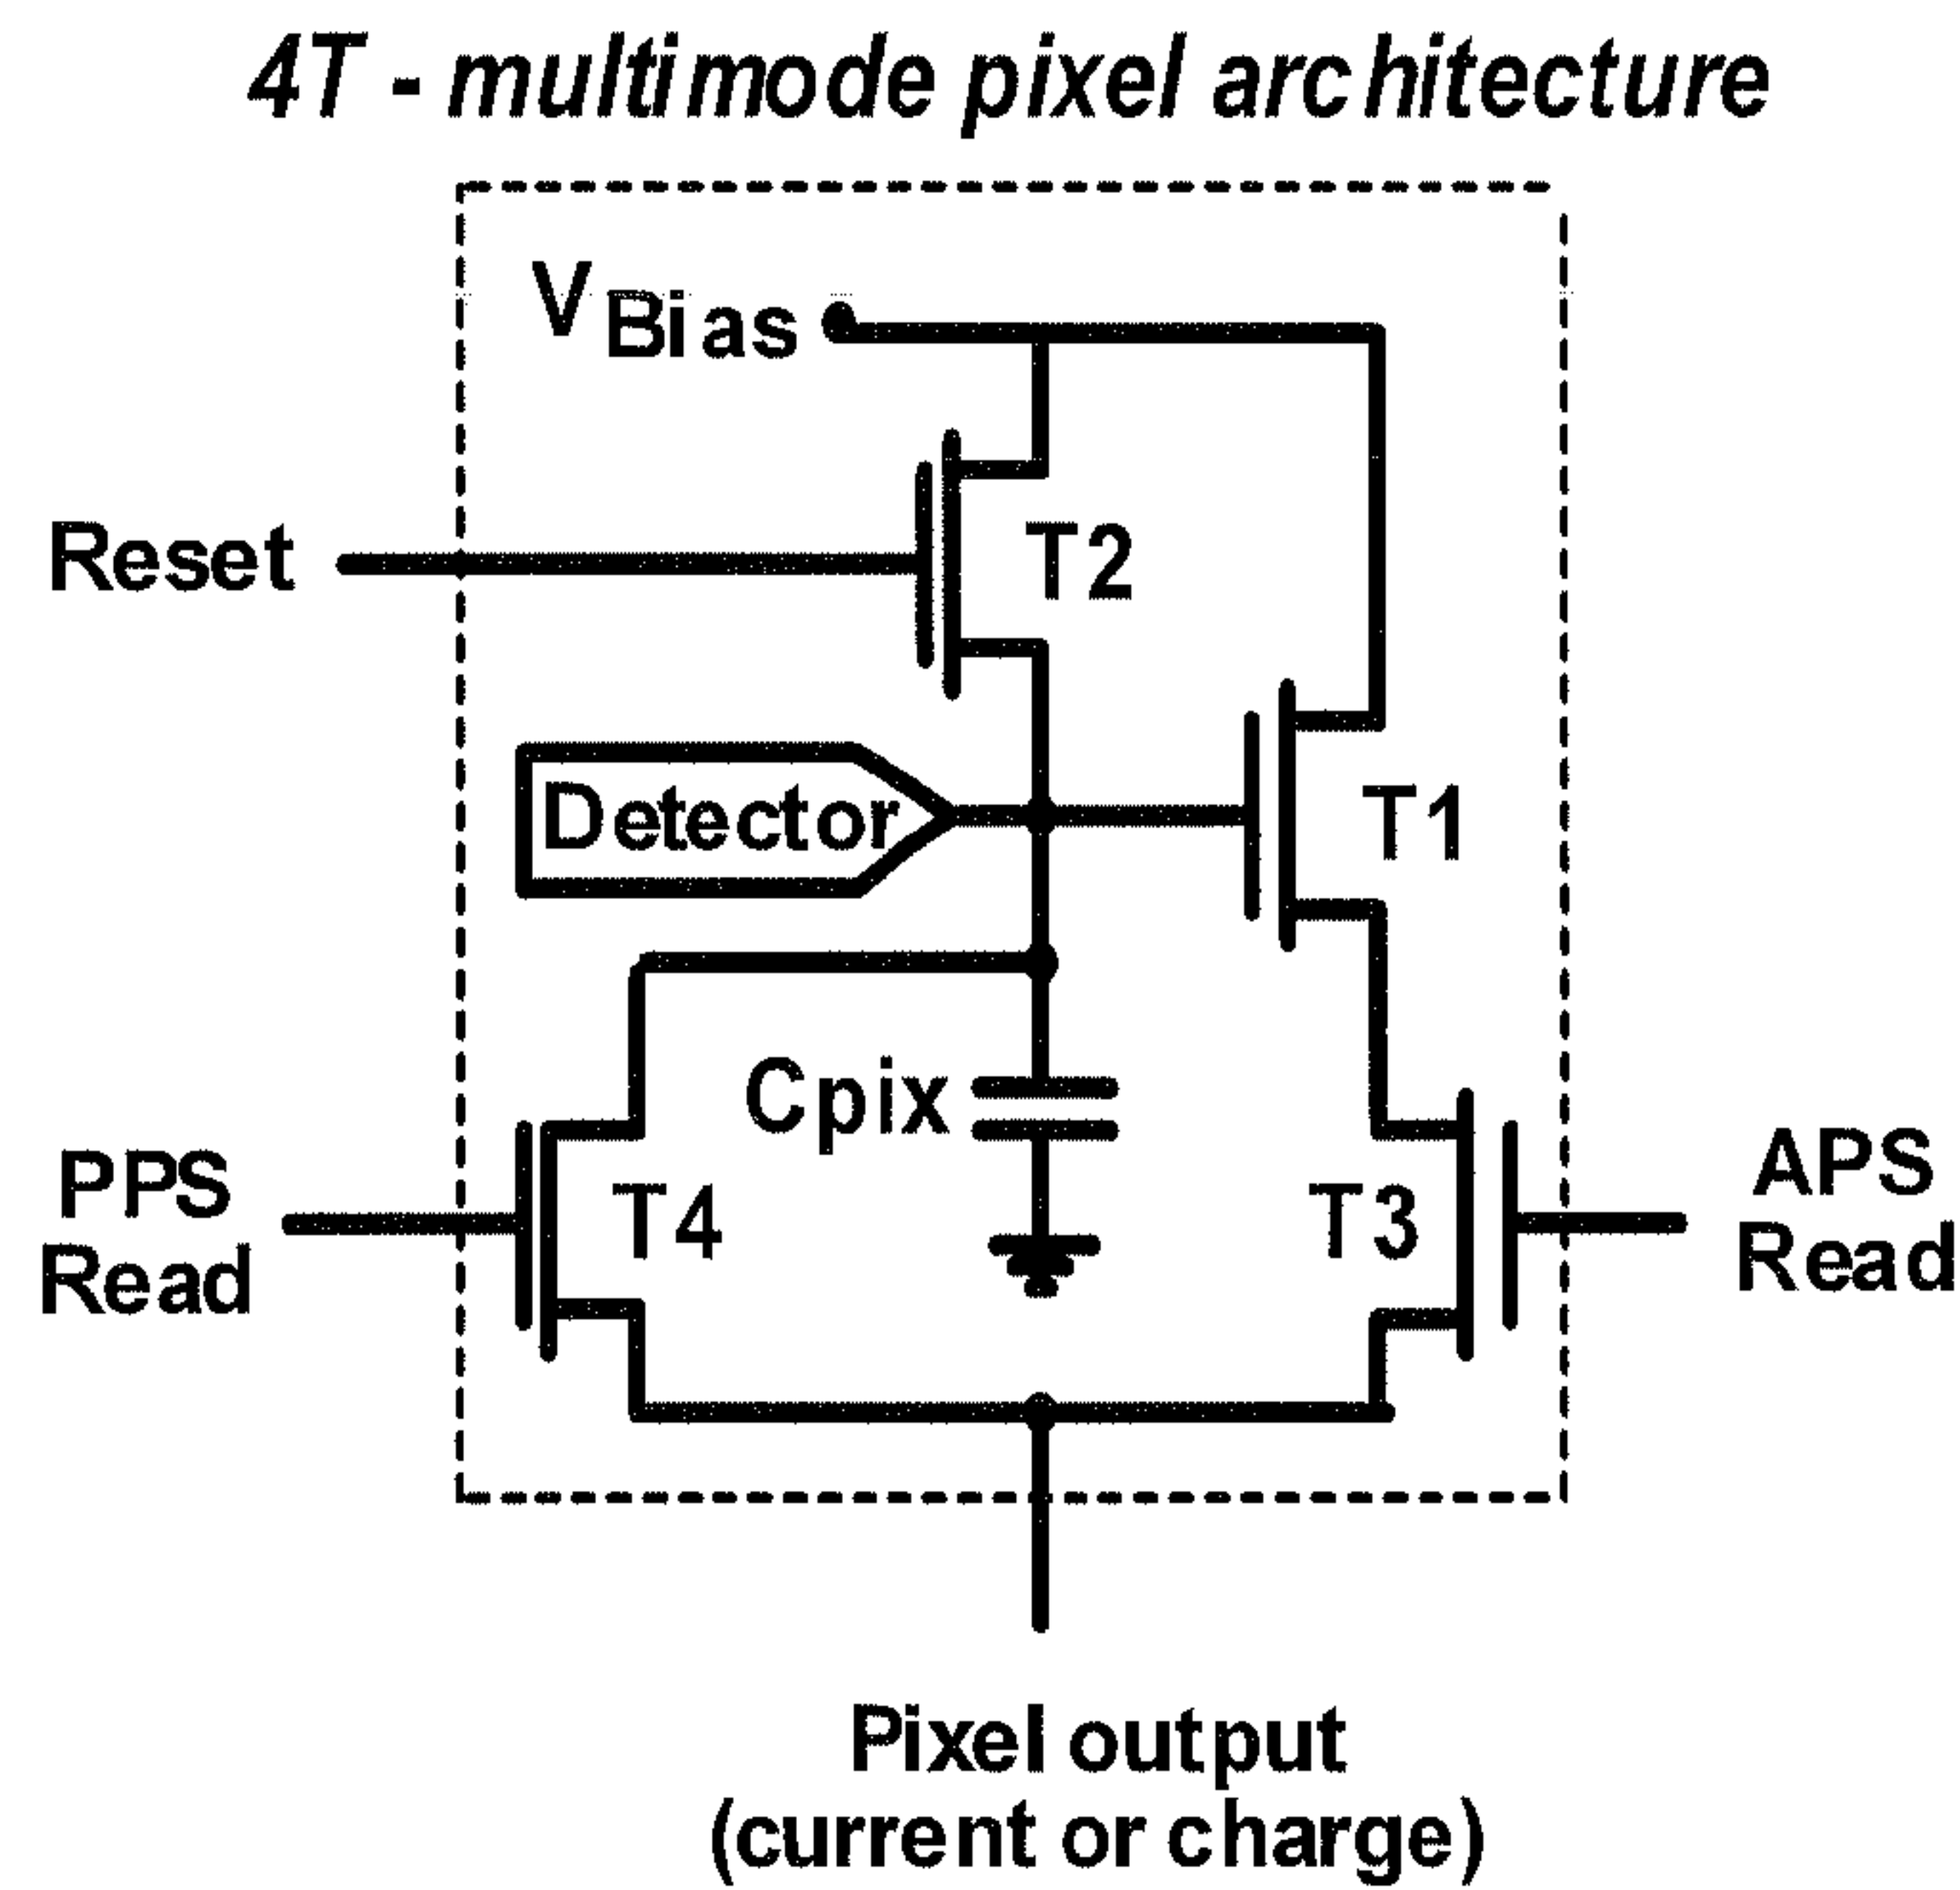 4T - multimode pixel architecture
VBias
Reset
T2
Detector
T1
Cpix
PPS
Read
T4
T3
APS
Read
Pixel output
(current or charge)